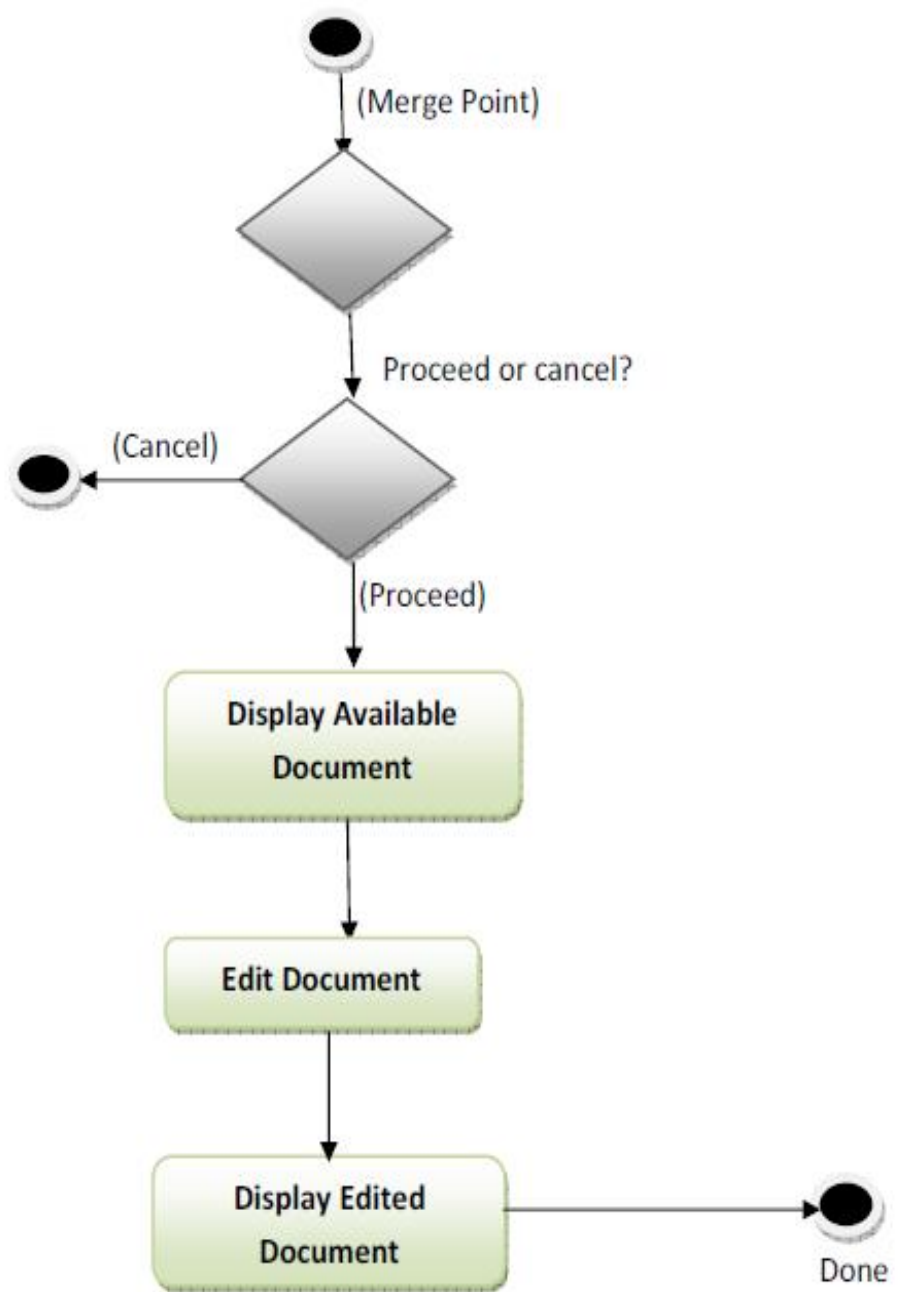 (Merge Point)
Proceed or cancel?
(Cancel)
(Proceed)
Display Available
Document
Edit Document
Display Edited
Document
Done